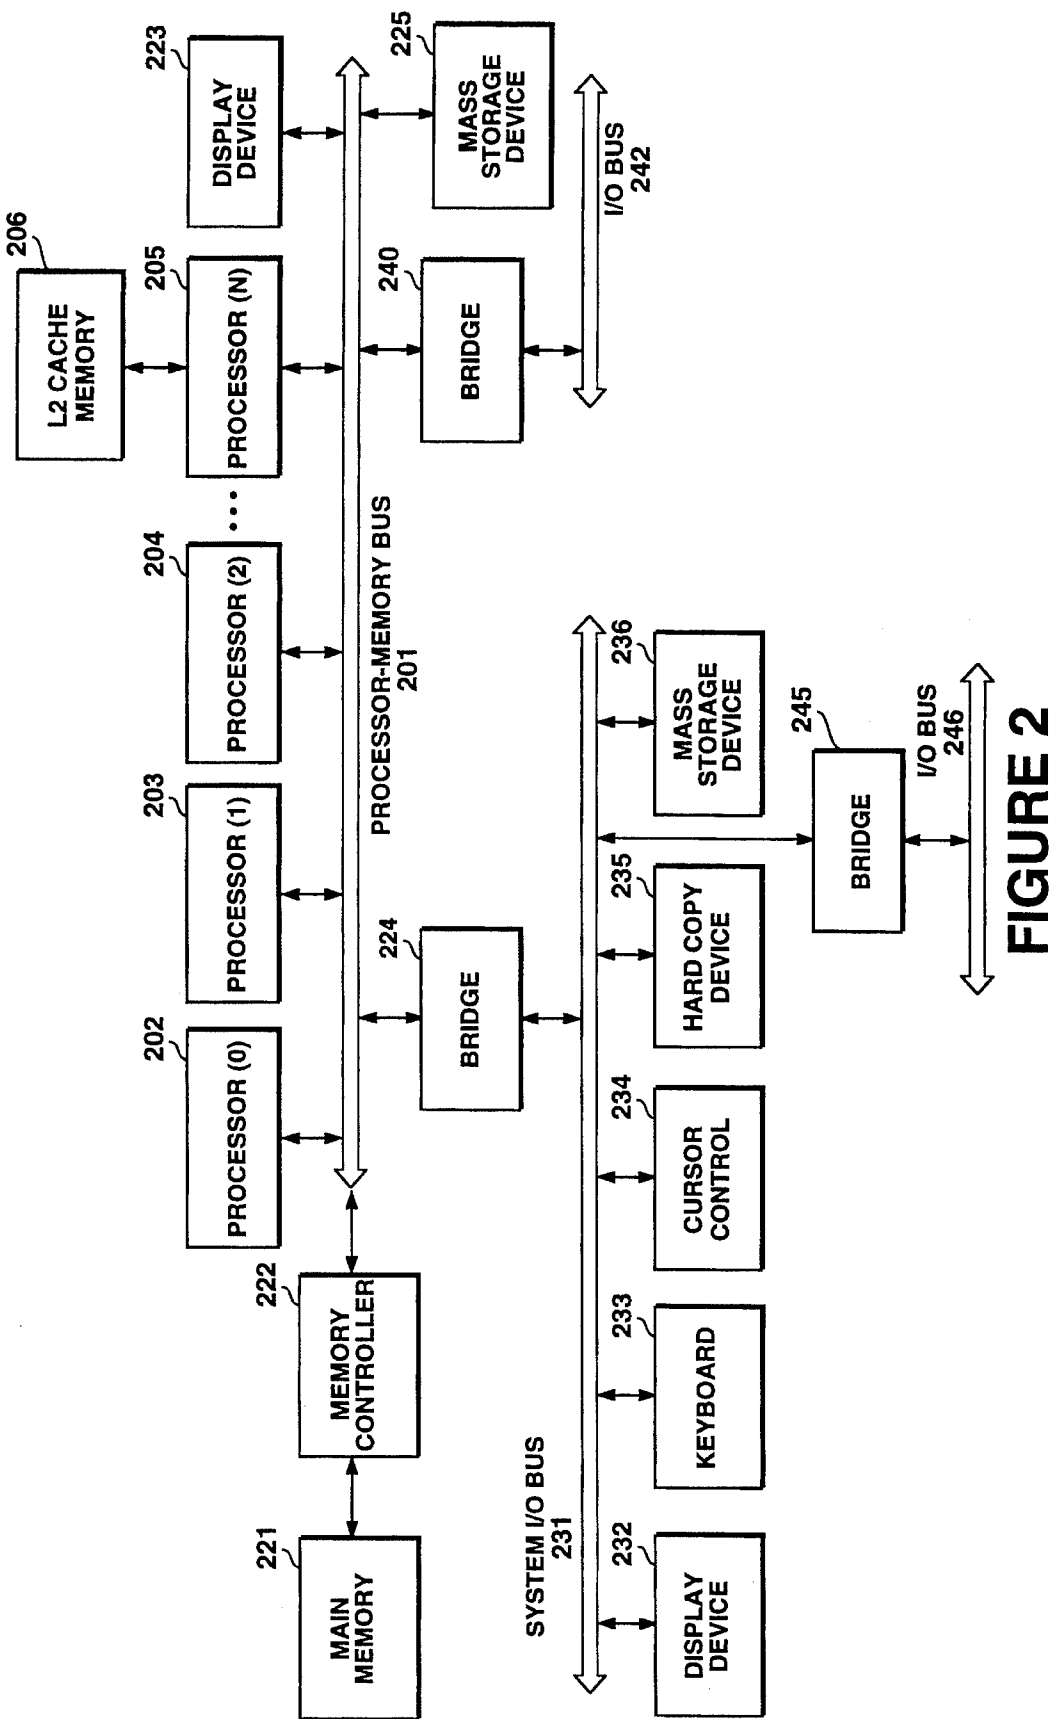 206
L2 CACHE
MEMORY
202
PROCESSOR (0)
203
PROCESSOR (1)
204
PROCESSOR (2)
...
205
PROCESSOR (N)
223
DISPLAY
DEVICE
221
MAIN
MEMORY
222
MEMORY
CONTROLLER
PROCESSOR-MEMORY BUS
201
224
BRIDGE
240
BRIDGE
225
MASS
STORAGE
DEVICE
SYSTEM I/O BUS
231
I/O BUS
242
232
DISPLAY
DEVICE
233
KEYBOARD
234
CURSOR
CONTROL
235
HARD COPY
DEVICE
236
MASS
STORAGE
DEVICE
245
BRIDGE
I/O BUS
246
FIGURE 2